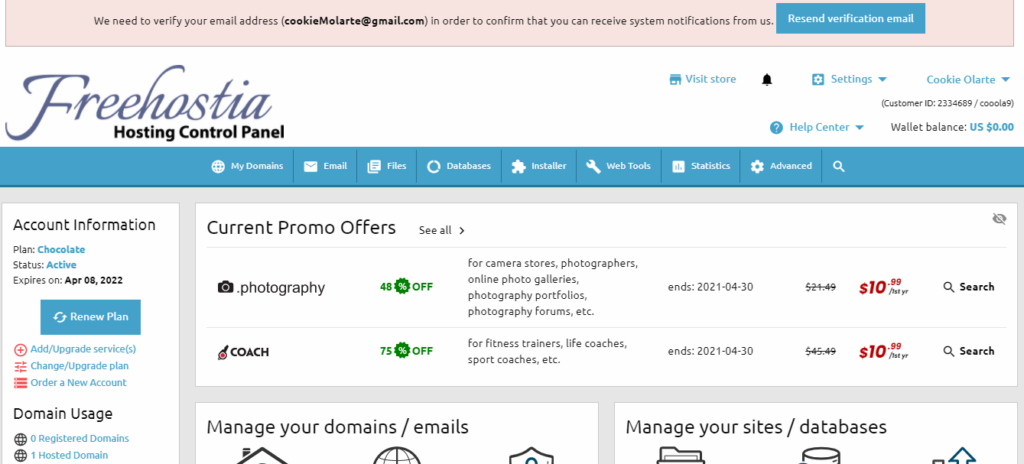 We need to verify your email address (cookieMolarte@gmail.com) in order to confirm that you can receive system notifications from us. Resend verification email
Freehostia
Hosting Control Panel
Visit store
Settings
Cookie Olarte
(Customer ID: 2334689 / cooola9)
Help Center
Wallet balance: US $0.00
My Domains
Email
Files
Databases
Installer
Web Tools
Statistics
Advanced
Account Information
Plan: Chocolate
Status: Active
Expires on: Apr 08, 2022
Renew Plan
Add/Upgrade service(s)
Change/Upgrade plan
Order a New Account
Domain Usage
0 Registered Domains
1 Hosted Domain
Current Promo Offers See all
.photography
48 % OFF
for camera stores, photographers,
online photo galleries,
photography portfolios,
photography forums, etc.
ends: 2021-04-30
$21.49
$10.99 /1st yr
Search
COACH
75 % OFF
for fitness trainers, life coaches,
sport coaches, etc.
ends: 2021-04-30
$45.49
$10.99 /1st yr
Search
Manage your domains / emails
Manage your sites / databases